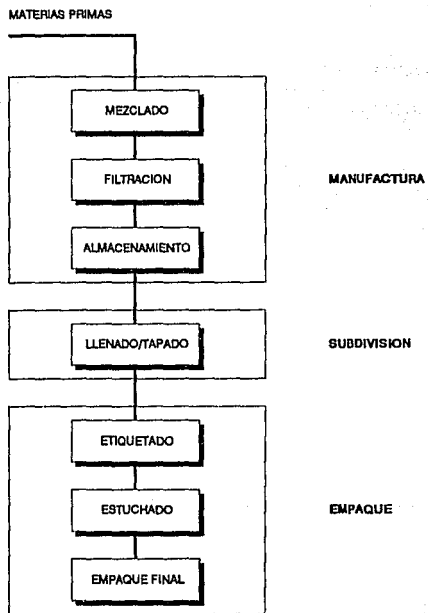 MATERIAS PRIMAS
MEZCLADO
FILTRACION
MANUFACTURA
ALMACENAMIENTO
LLENADO/TAPADO
SUBDIVISION
ETIQUETADO
ESTUCHADO
EMPAQUE
EMPAQUE FINAL